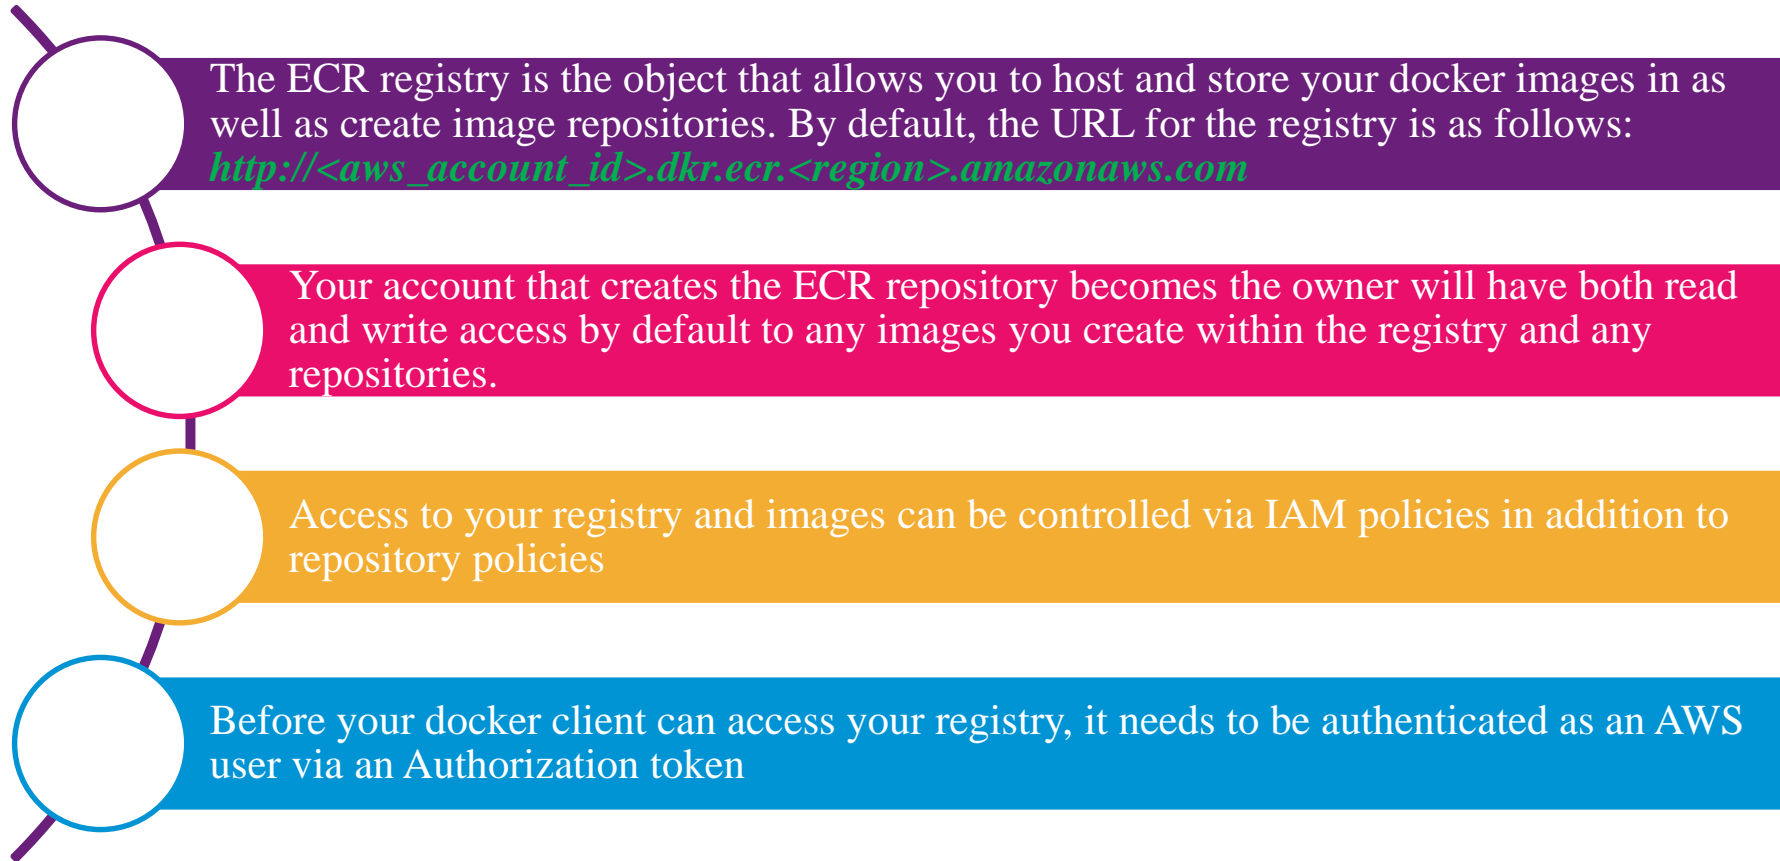 The ECR registry is the object that allows you to host and store your docker images in as
well as create image repositories. By default, the URL for the registry is as follows:
http://<aws_account_id>.dkr.ecr.<region>.amazonaws.com
Your account that creates the ECR repository becomes the owner will have both read
and write access by default to any images you create within the registry and any
repositories.
Access to your registry and images can be controlled via IAM policies in addition to
repository policies
Before your docker client can access your registry, it needs to be authenticated as an AWS
user via an Authorization token